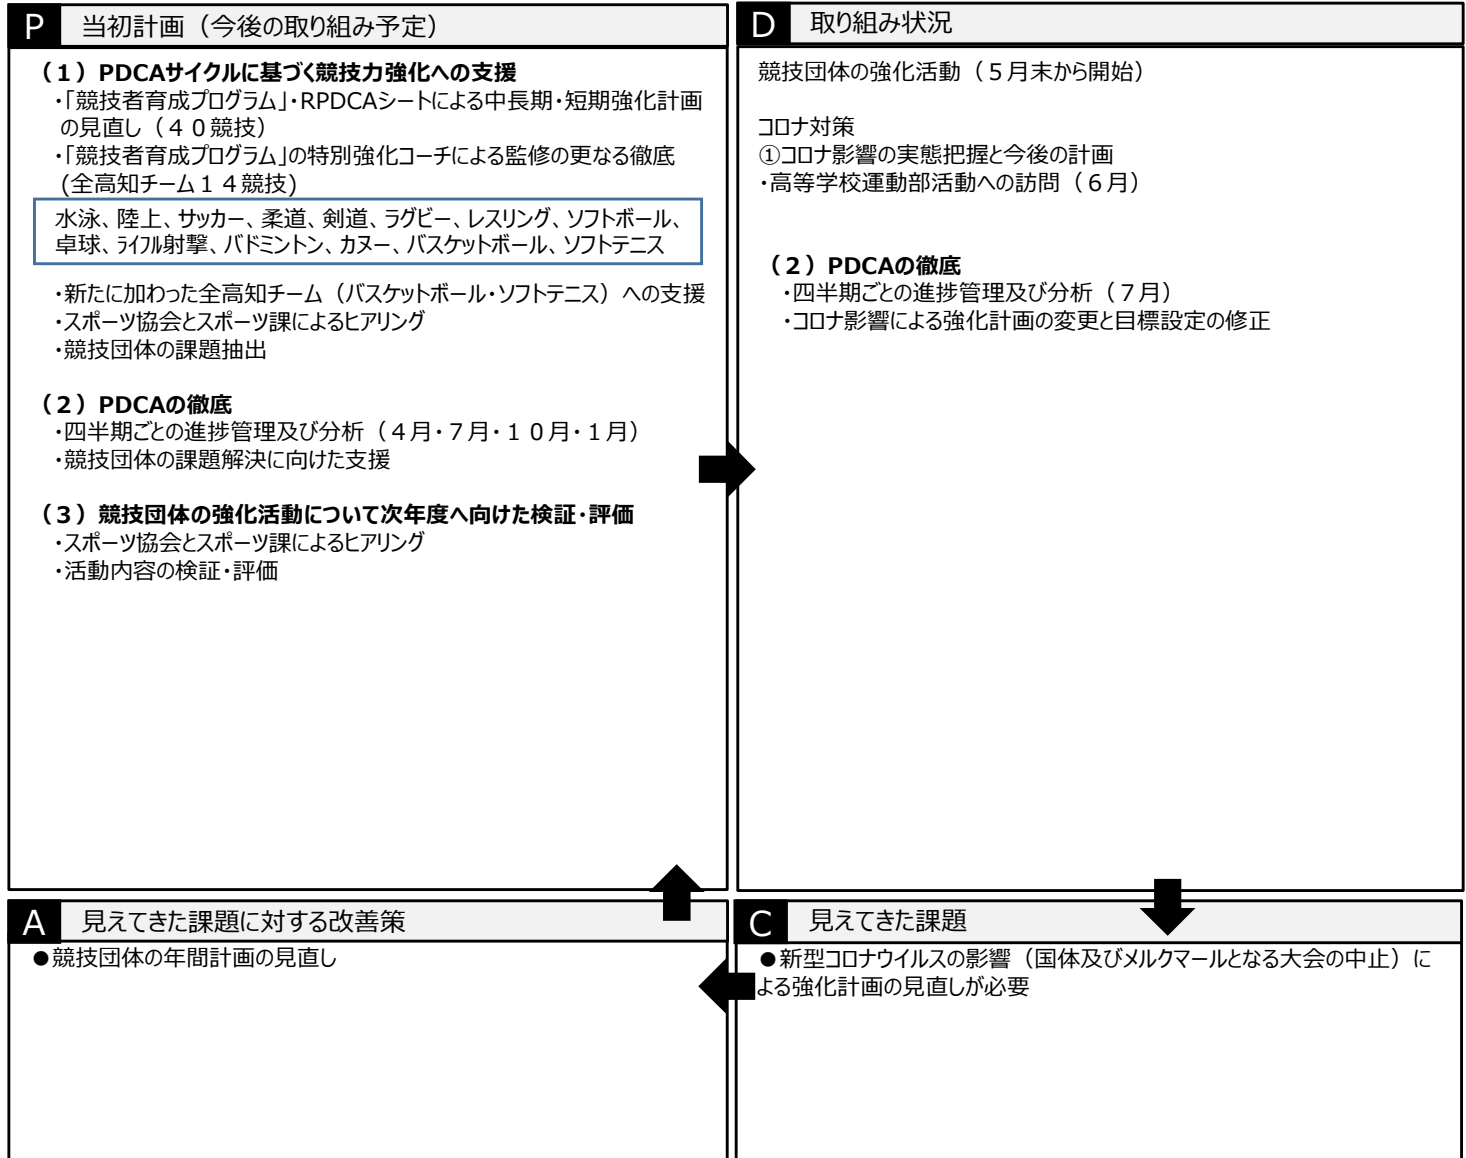 P 当初計画（今後の取り組み予定）
（１）PDCAサイクルに基づく競技力強化への支援
・「競技者育成プログラム」・RPDCAシートによる中長期・短期強化計画
の見直し（４０競技）
・「競技者育成プログラム」の特別強化コーチによる監修の更なる徹底
(全高知チーム１４競技)
水泳、陸上、サッカー、柔道、剣道、ラグビー、レスリング、ソフトボール、
卓球、ライフル射撃、バドミントン、カヌー、バスケットボール、ソフトテニス
・新たに加わった全高知チーム（バスケットボール・ソフトテニス）への支援
・スポーツ協会とスポーツ課によるヒアリング
・競技団体の課題抽出
（２）PDCAの徹底
・四半期ごとの進捗管理及び分析（４月・７月・１０月・１月）
・競技団体の課題解決に向けた支援
（３）競技団体の強化活動について次年度へ向けた検証・評価
・スポーツ協会とスポーツ課によるヒアリング
・活動内容の検証・評価
D 取り組み状況
競技団体の強化活動（５月末から開始）
コロナ対策
①コロナ影響の実態把握と今後の計画
・高等学校運動部活動への訪問（６月）
（２）PDCAの徹底
・四半期ごとの進捗管理及び分析（７月）
・コロナ影響による強化計画の変更と目標設定の修正
A 見えてきた課題に対する改善策
●競技団体の年間計画の見直し
C 見えてきた課題
●新型コロナウイルスの影響（国体及びメルクマールとなる大会の中止）に
よる強化計画の見直しが必要